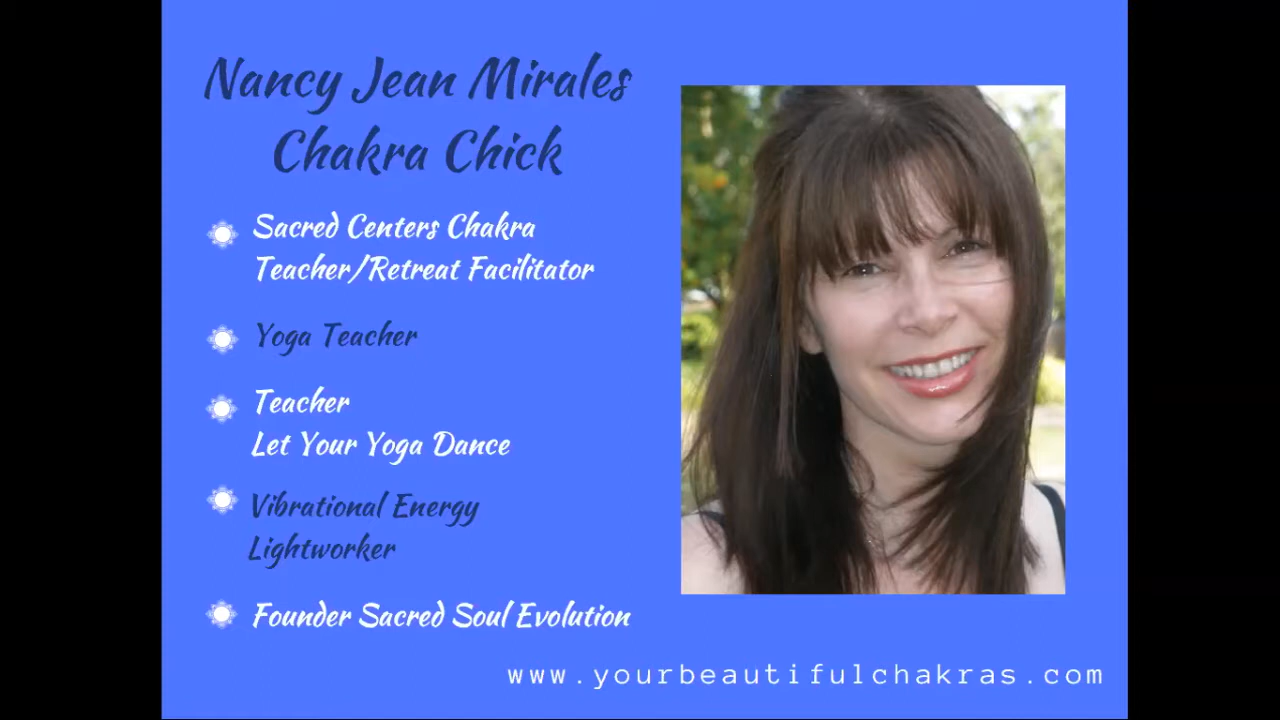 Nancy Jean Mirales
Chakra Chick
Sacred Centers Chakra
Teacher/Retreat Facilitator
Yoga Teacher
Teacher
Let Your Yoga Dance
Vibrational Energy
Lightworker
Founder Sacred Soul Evolution
www.yourbeautifulchakras.com